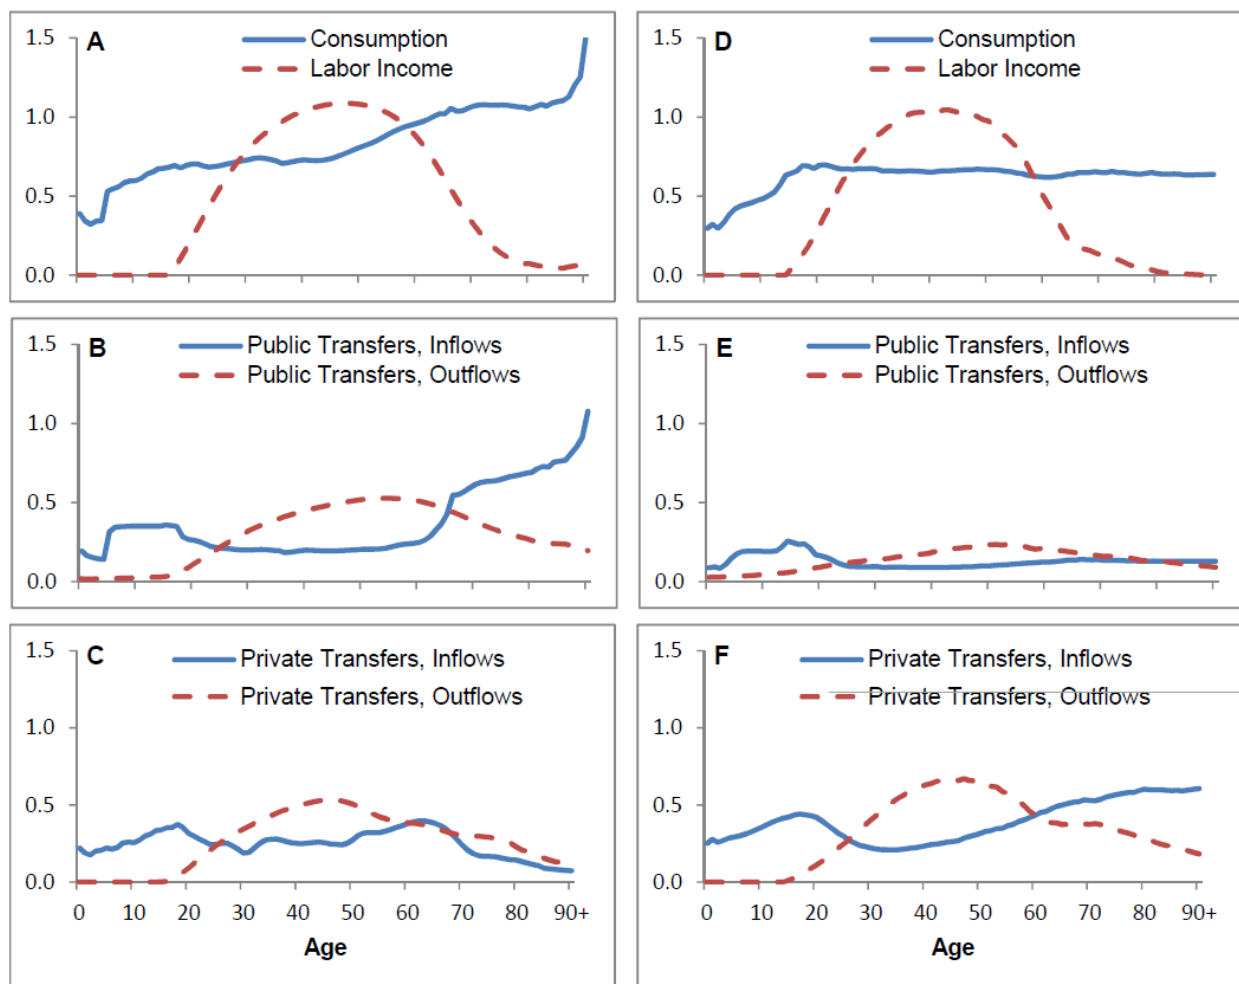 A
Consumption
Labor Income
1.5
1.0
0.5
0.0
D
Consumption
Labor Income
1.5
1.0
0.5
0.0
B
Public Transfers, Inflows
Public Transfers, Outflows
1.5
1.0
0.5
0.0
E
Public Transfers, Inflows
Public Transfers, Outflows
1.5
1.0
0.5
0.0
C
Private Transfers, Inflows
Private Transfers, Outflows
1.5
1.0
0.5
0.0
0 10 20 30 40 50 60 70 80 90+
Age
F
Private Transfers, Inflows
Private Transfers, Outflows
1.5
1.0
0.5
0.0
0 10 20 30 40 50 60 70 80 90+
Age